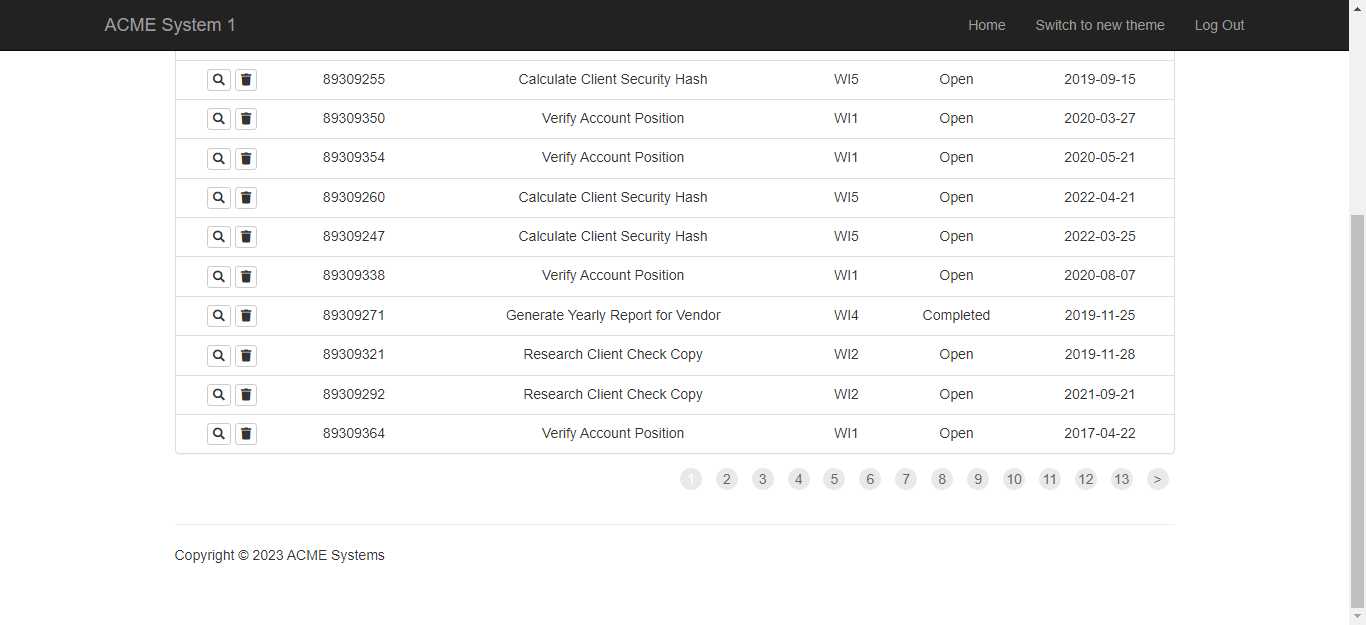 ACME System 1 Home Switch to new theme Log Out
89309255 Calculate Client Security Hash WI5 Open 2019-09-15
89309350 Verify Account Position WI1 Open 2020-03-27
89309354 Verify Account Position WI1 Open 2020-05-21
89309260 Calculate Client Security Hash WI5 Open 2022-04-21
89309247 Calculate Client Security Hash WI5 Open 2022-03-25
89309338 Verify Account Position WI1 Open 2020-08-07
89309271 Generate Yearly Report for Vendor WI4 Completed 2019-11-25
89309321 Research Client Check Copy WI2 Open 2019-11-28
89309292 Research Client Check Copy WI2 Open 2021-09-21
89309364 Verify Account Position WI1 Open 2017-04-22
1 2 3 4 5 6 7 8 9 10 11 12 13 >
Copyright © 2023 ACME Systems